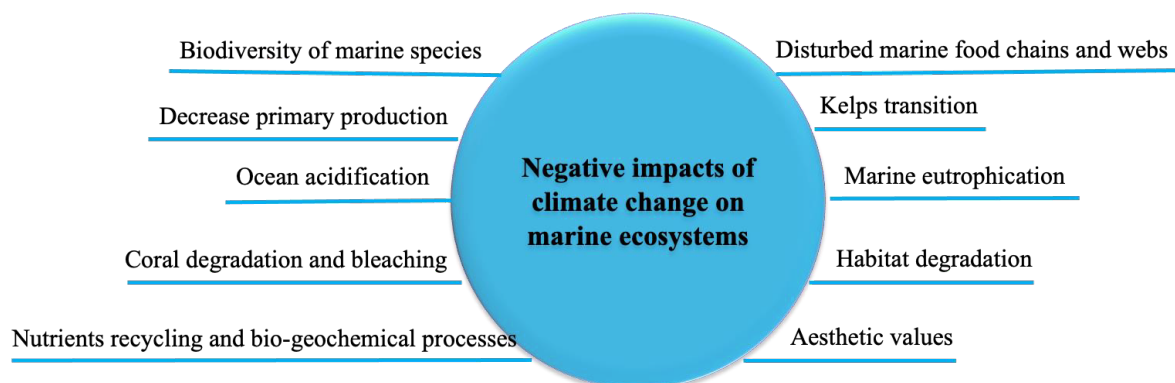 Biodiversity of marine species
Decrease primary production
Ocean acidification
Coral degradation and bleaching
Nutrients recycling and bio-geochemical processes
Negative impacts of
climate change on
marine ecosystems
Disturbed marine food chains and webs
Kelps transition
Marine eutrophication
Habitat degradation
Aesthetic values